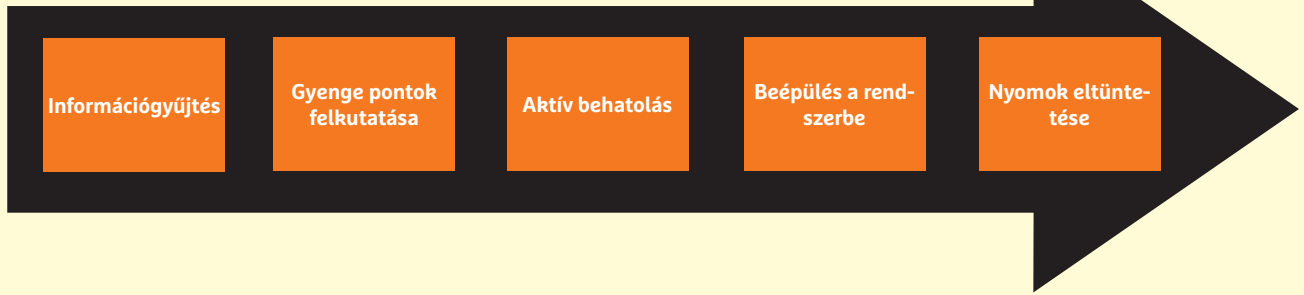 Információgyűjtés
Gyenge pontok
felkutatása
Aktív behatolás
Beépülés a rend-
szerbe
Nyomok eltünte-
tése